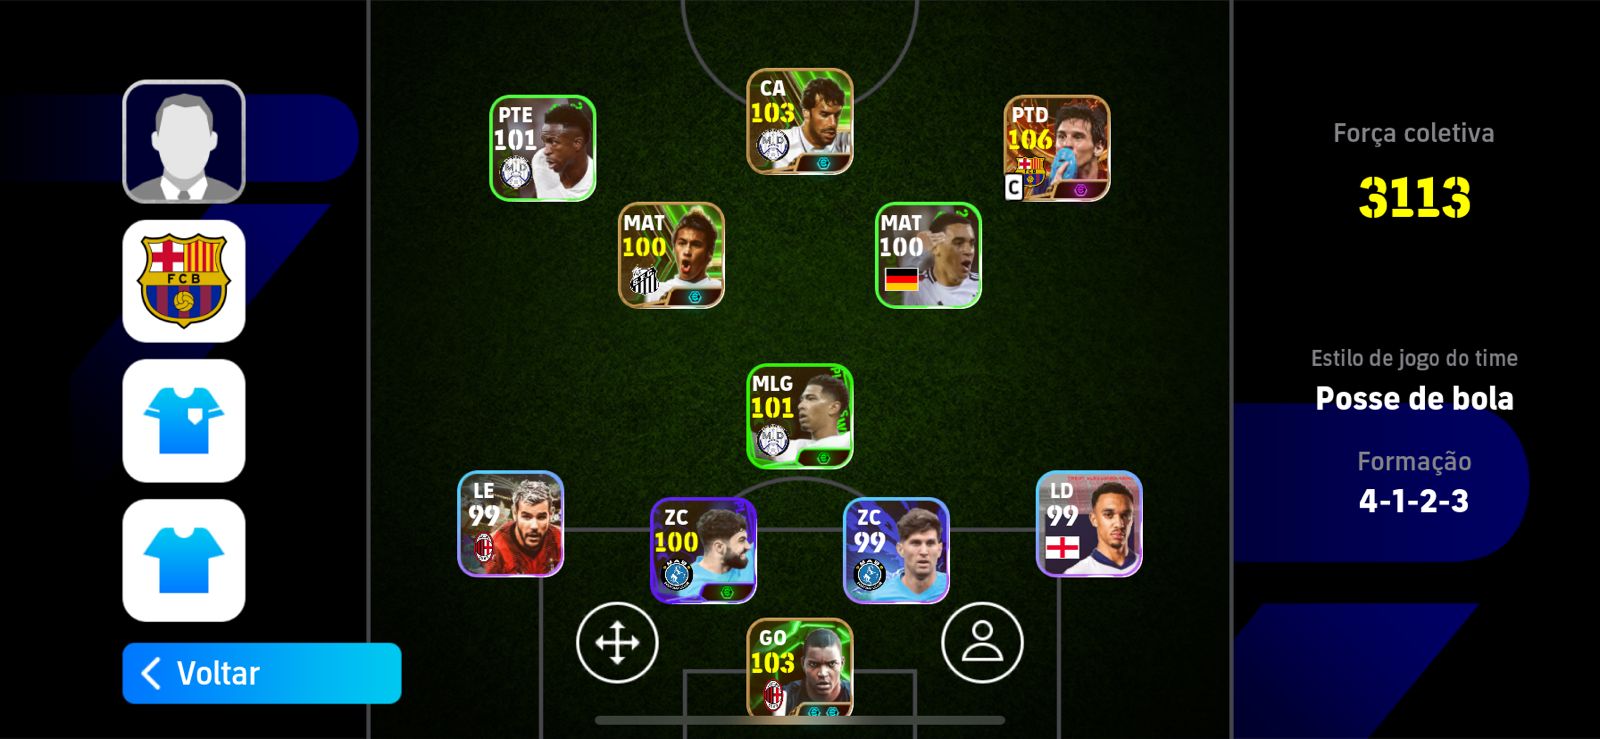 CA
103
PTE
101
PTD
106
C
MAT
100
MAT
100
MLG
101
LE
99
ZC
100
ZC
99
LD
99
GO
103
FCB
Voltar
Força coletiva
3113
Estilo de jogo do time
Posse de bola
Formação
4-1-2-3